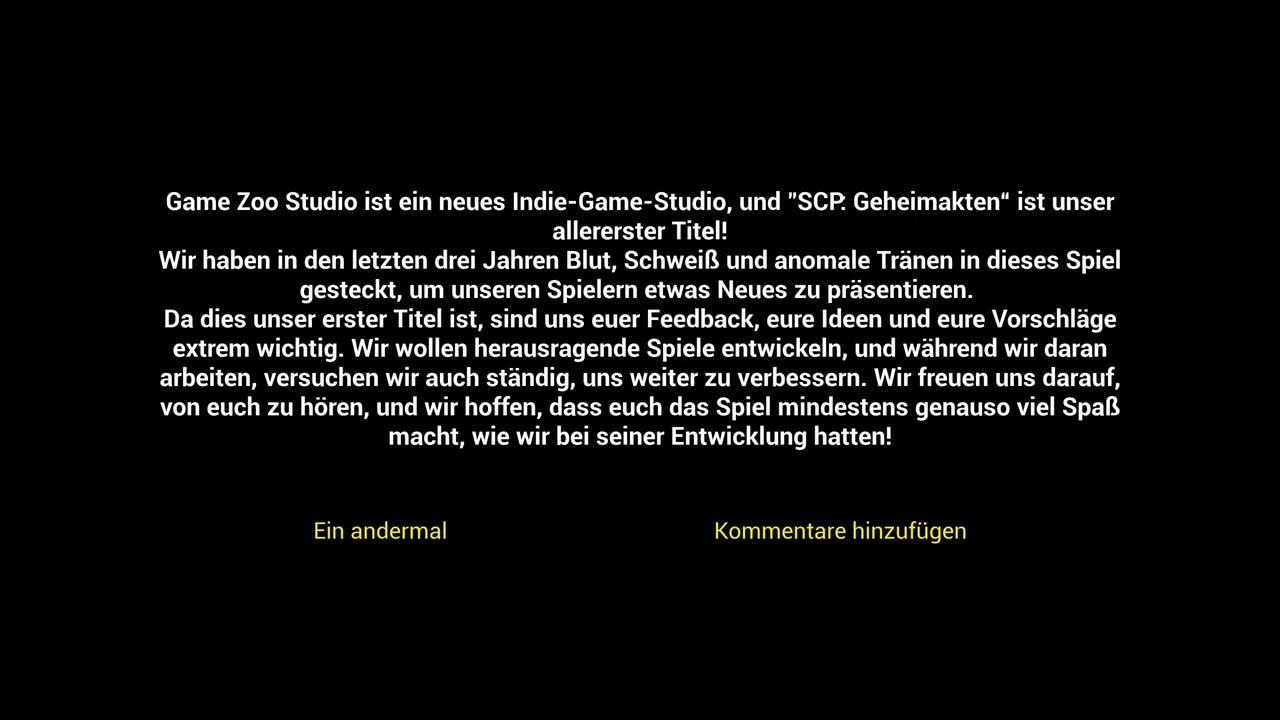 Game Zoo Studio ist ein neues Indie-Game-Studio, und "SCP: Geheimakten“ ist unser
allererster Titel!
Wir haben in den letzten drei Jahren Blut, Schweiß und anomale Tränen in dieses Spiel
gesteckt, um unseren Spielern etwas Neues zu präsentieren.
Da dies unser erster Titel ist, sind uns euer Feedback, eure Ideen und eure Vorschläge
extrem wichtig. Wir wollen herausragende Spiele entwickeln, und während wir daran
arbeiten, versuchen wir auch ständig, uns weiter zu verbessern. Wir freuen uns darauf,
von euch zu hören, und wir hoffen, dass euch das Spiel mindestens genauso viel Spaß
macht, wie wir bei seiner Entwicklung hatten!
Ein andermal
Kommentare hinzufügen